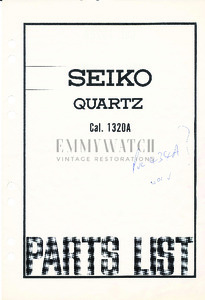 SEIKO
QUARTZ
Cal. 1320A
EMMYWATCH
VINTAGE RESTORATIONS
PARTS LIST